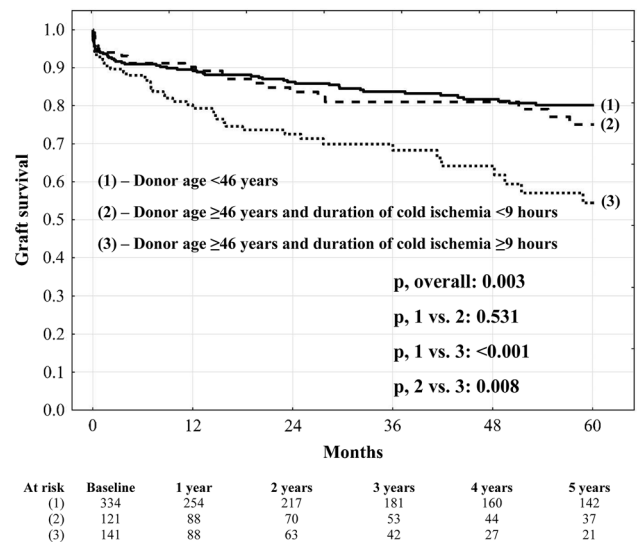 1.0
0.9
0.8
0.7
0.6
0.5
0.4
0.3
0.2
0.1
0.0
Graft survival
(1)
(2)
(3)
(1) – Donor age <46 years
(2) – Donor age ≥46 years and duration of cold ischemia <9 hours
(3) – Donor age ≥46 years and duration of cold ischemia ≥9 hours
p, overall: 0.003
p, 1 vs. 2: 0.531
p, 1 vs. 3: <0.001
p, 2 vs. 3: 0.008
0 12 24 36 48 60
Months
At risk Baseline 1 year 2 years 3 years 4 years 5 years
(1) 334 254 217 181 160 142
(2) 121 88 70 53 44 37
(3) 141 88 63 42 27 21